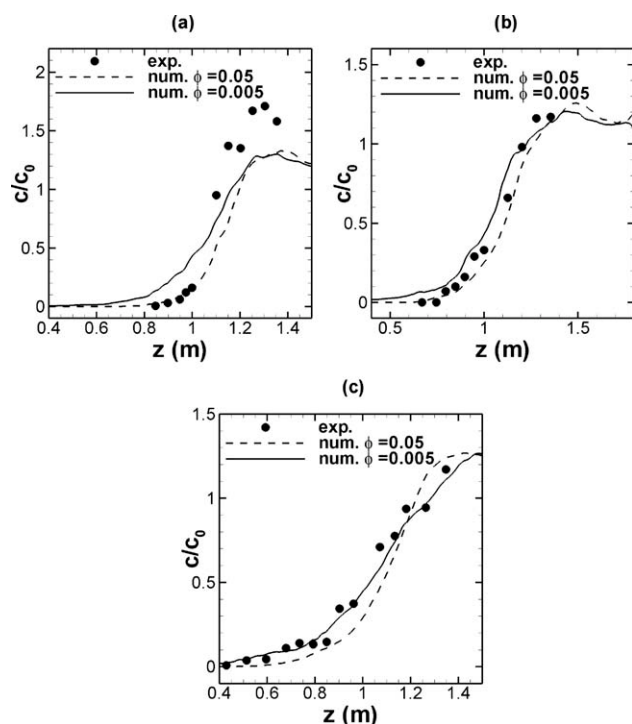 (a)
2
1.5
1
0.5
0
c/c0
exp.
num. ϕ =0.05
num. ϕ =0.005
0.4 0.6 0.8 1 1.2 1.4
z (m)
(b)
1.5
1
0.5
0
c/c0
exp.
num. ϕ =0.05
num. ϕ =0.005
0.5 1 1.5
z (m)
(c)
1.5
1
0.5
0
c/c0
exp.
num. ϕ =0.05
num. ϕ =0.005
0.4 0.6 0.8 1 1.2 1.4
z (m)